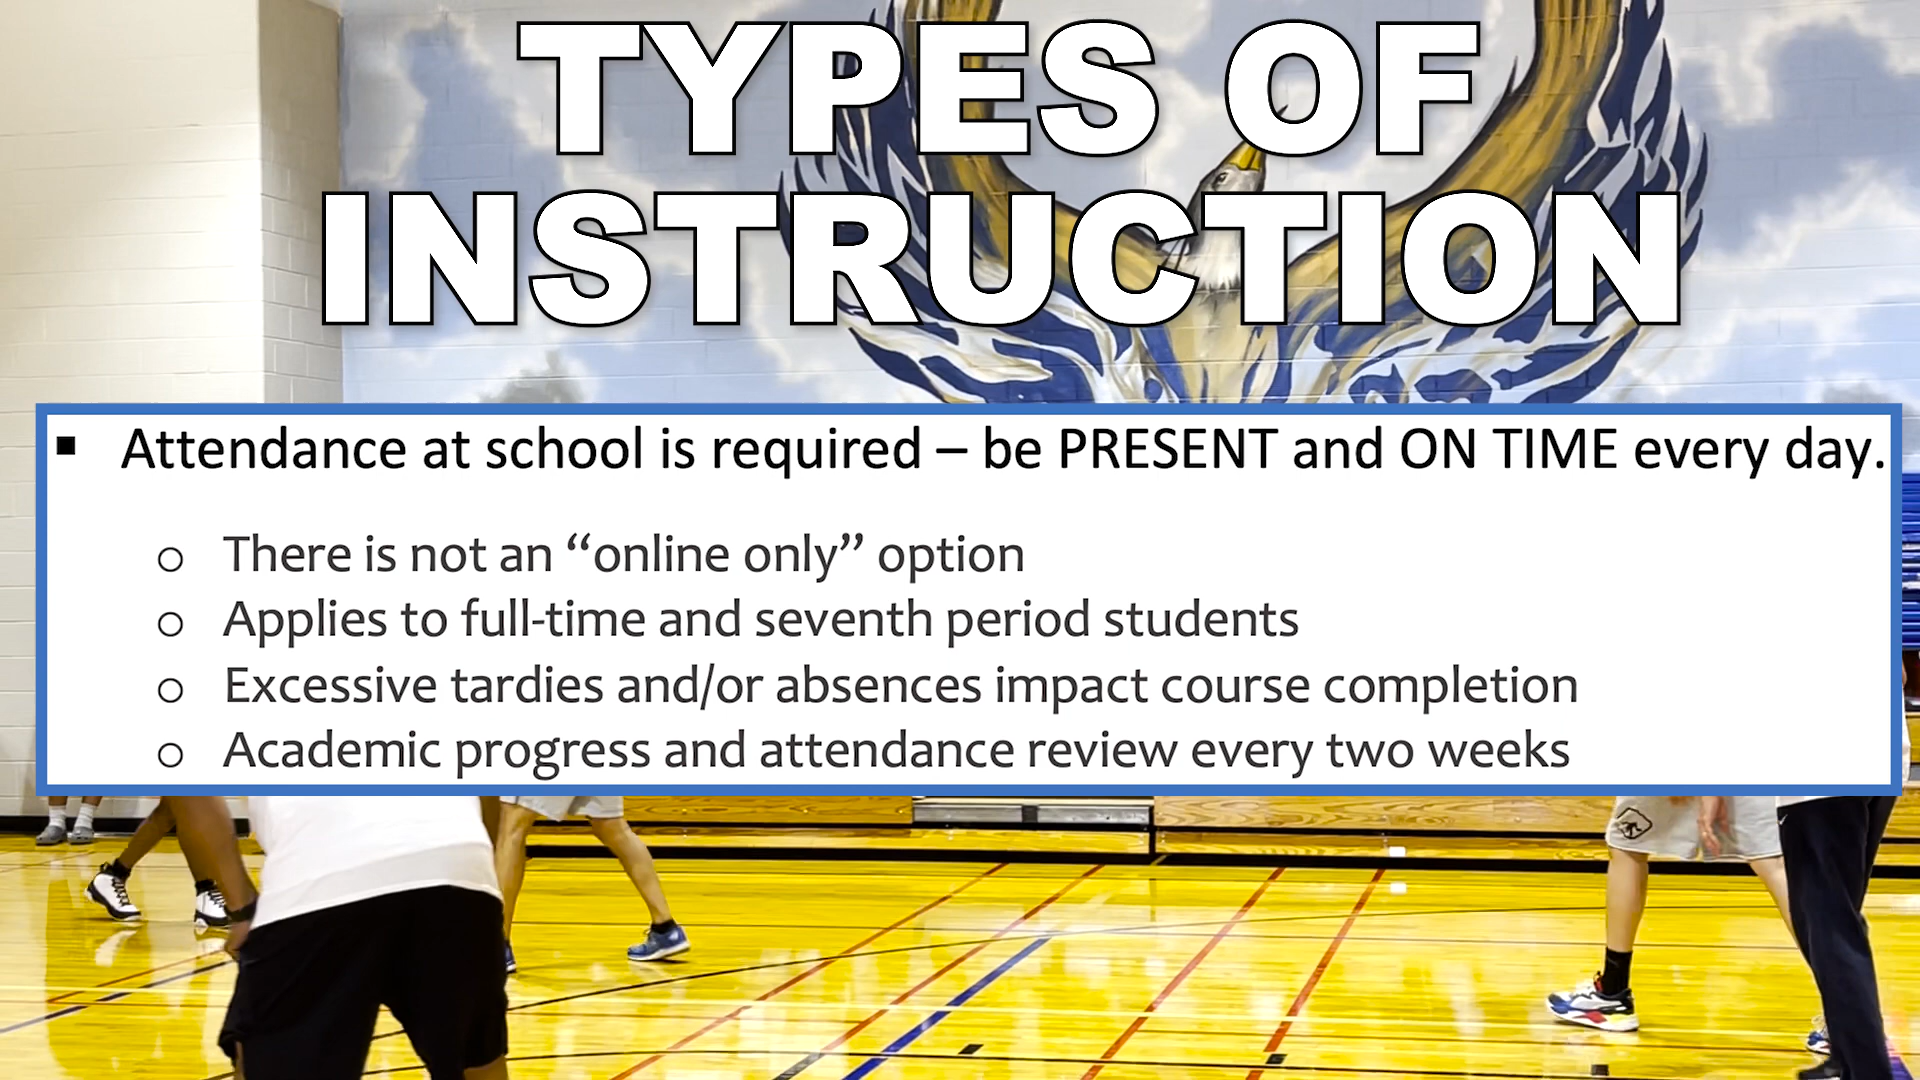 TYPES OF
INSTRUCTION
▪ Attendance at school is required – be PRESENT and ON TIME every day.
o There is not an “online only” option
o Applies to full-time and seventh period students
o Excessive tardies and/or absences impact course completion
o Academic progress and attendance review every two weeks